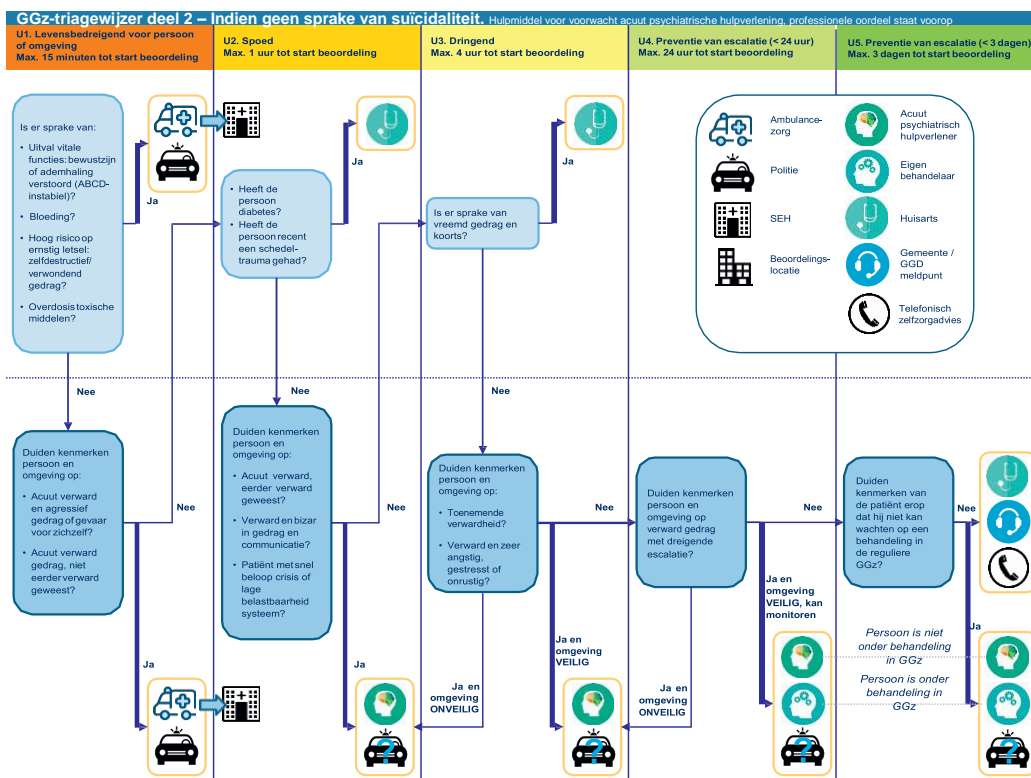 GGz-triagewijzer deel 2 – Indien geen sprake van suïcidaliteit. Hulpmiddel voor voorwacht acuut psychiatrische hulpverlening, professionele oordeel staat voorop
U1. Levensbedreigend voor persoon
of omgeving
Max. 15 minuten tot start beoordeling
U2. Spoed
Max. 1 uur tot start beoordeling
U3. Dringend
Max. 4 uur tot start beoordeling
U4. Preventie van escalatie (< 24 uur)
Max. 24 uur tot start beoordeling
U5. Preventie van escalatie (< 3 dagen)
Max. 3 dagen tot start beoordeling
Is er sprake van:
• Uitval vitale
functies: bewustzijn
of ademhaling
verstoord (ABCD-
instabiel)?
• Bloeding?
• Hoog risico op
ernstig letsel:
zelfdestructief/
verwondend
gedrag?
• Overdosis toxische
middelen?
Ja
• Heeft de
persoon
diabetes?
• Heeft de
persoon recent
een schedel-
trauma gehad?
Ja
Is er sprake van
vreemd gedrag en
koorts?
Ja
Ambulance-
zorg
Politie
SEH
Beoordelings-
locatie
Acuut
psychiatrisch
hulpverlener
Eigen
behandelaar
Huisarts
Gemeente /
GGD
meldpunt
Telefonisch
zelfzorgadvies
Nee
Nee
Nee
Duiden kenmerken
persoon en
omgeving op:
• Acuut verward
en agressief
gedrag of gevaar
voor zichzelf?
• Acuut verward
gedrag, niet
eerder verward
geweest?
Nee
Ja
Duiden kenmerken
persoon en
omgeving op:
• Acuut verward,
eerder verward
geweest?
• Verward en bizar
in gedrag en
communicatie?
• Patiënt met snel
beloop crisis of
lage
belastbaarheid
systeem?
Nee
Ja
Duiden kenmerken
persoon en
omgeving op:
• Toenemende
verwardheid?
• Verward en zeer
angstig,
gestresst of
onrustig?
Nee
Ja en
omgeving
VEILIG
Ja en
omgeving
ONVEILIG
Duiden kenmerken
persoon en
omgeving op
verward gedrag
met dreigende
escalatie?
Nee
Ja en
omgeving
VEILIG, kan
monitoren
Ja en
omgeving
ONVEILIG
Duiden
kenmerken van
de patiënt erop
dat hij niet kan
wachten op een
behandeling in
de reguliere
GGz?
Nee
Ja
Persoon is niet
onder behandeling
in GGz
Persoon is onder
behandeling in
GGz
?
?
?
?